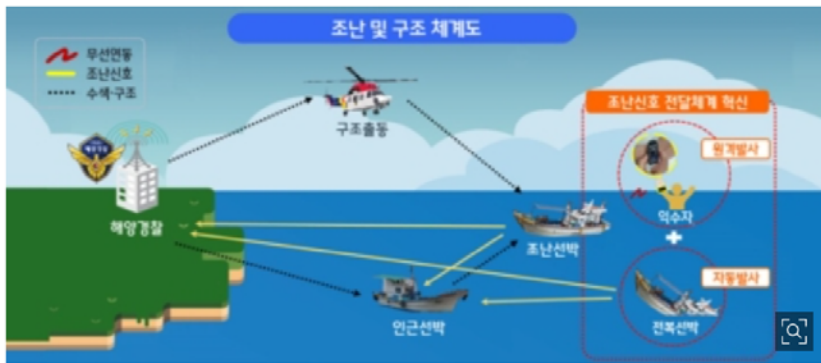 조난 및 구조 체계도
무선연동
조난신호
수색·구조
구조출동
조난신호 전달체계 혁신
원격발사
익수자
해양경찰
조난선박
자동발사
인근선박
전복선박